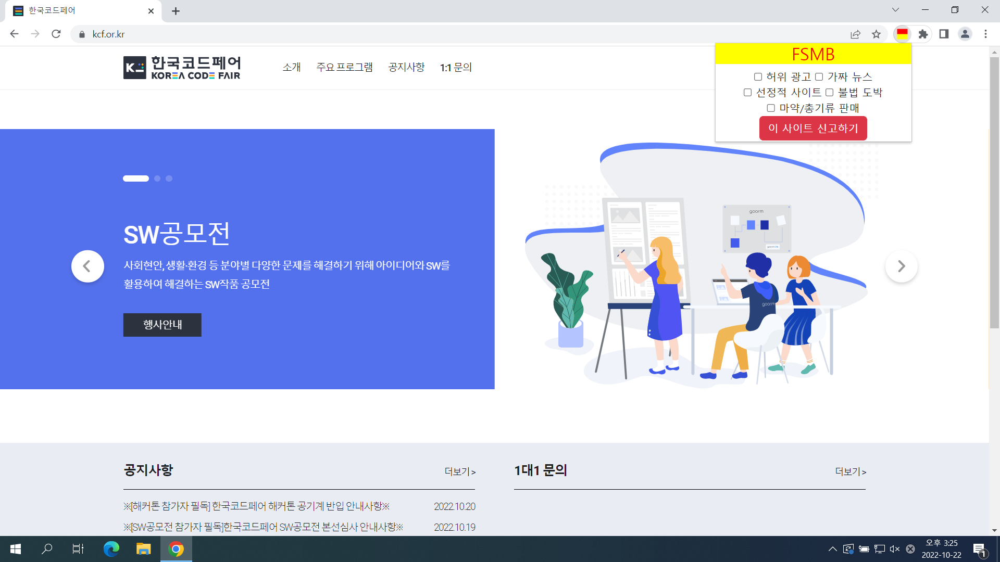 한국코드페어
kcf.or.kr
K
한국코드페어
KOREA CODE FAIR
소개 주요 프로그램 공지사항 1:1 문의
FSMB
허위 광고 가짜 뉴스
선정적 사이트 불법 도박
마약/총기류 판매
이 사이트 신고하기
SW공모전
사회현안, 생활·환경 등 분야별 다양한 문제를 해결하기 위해 아이디어와 SW를
활용하여 해결하는 SW작품 공모전
행사안내
goorm
goorm
공지사항
더보기 >
※[해커톤 참가자 필독] 한국코드페어 해커톤 공기계 반입 안내사항※ 2022.10.20
※[SW공모전 참가자 필독]한국코드페어 SW공모전 본선심사 안내사항※ 2022.10.19
1대1 문의
더보기 >
오후 3:25
2022-10-22
1